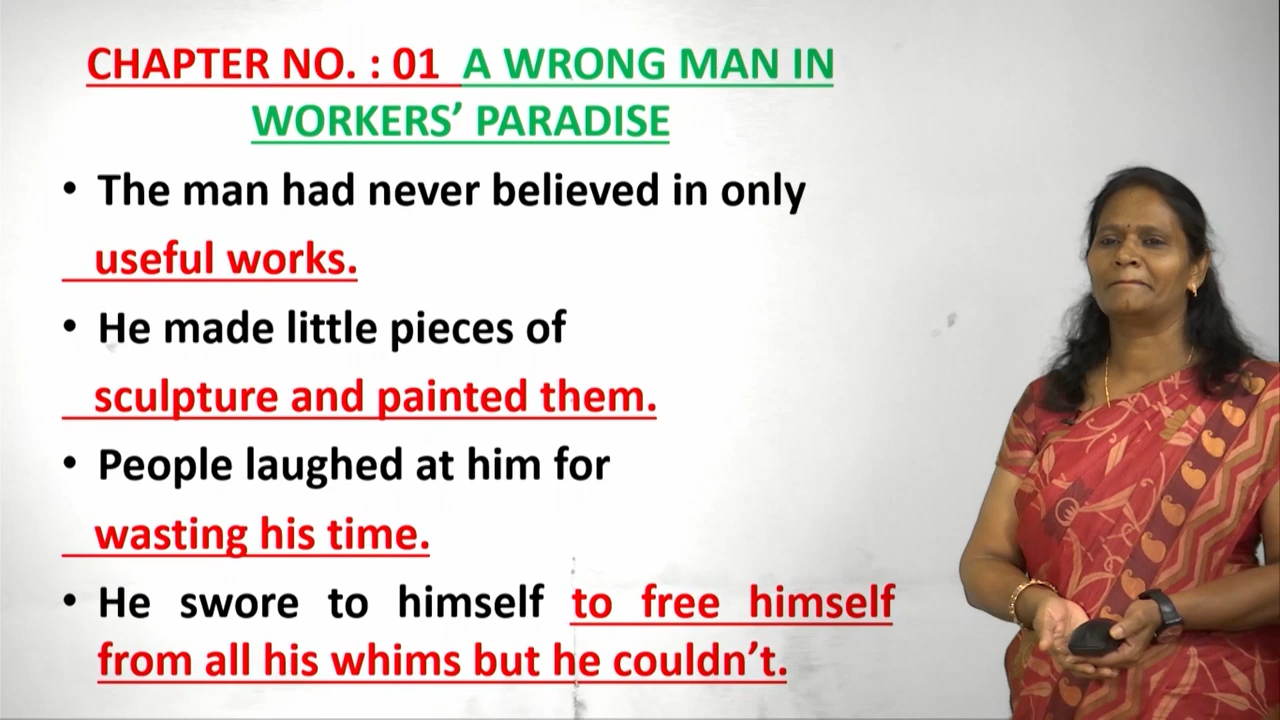 CHAPTER NO. : 01 A WRONG MAN IN
WORKERS’ PARADISE
• The man had never believed in only
useful works.
• He made little pieces of
sculpture and painted them.
• People laughed at him for
wasting his time.
• He swore to himself to free himself
from all his whims but he couldn’t.